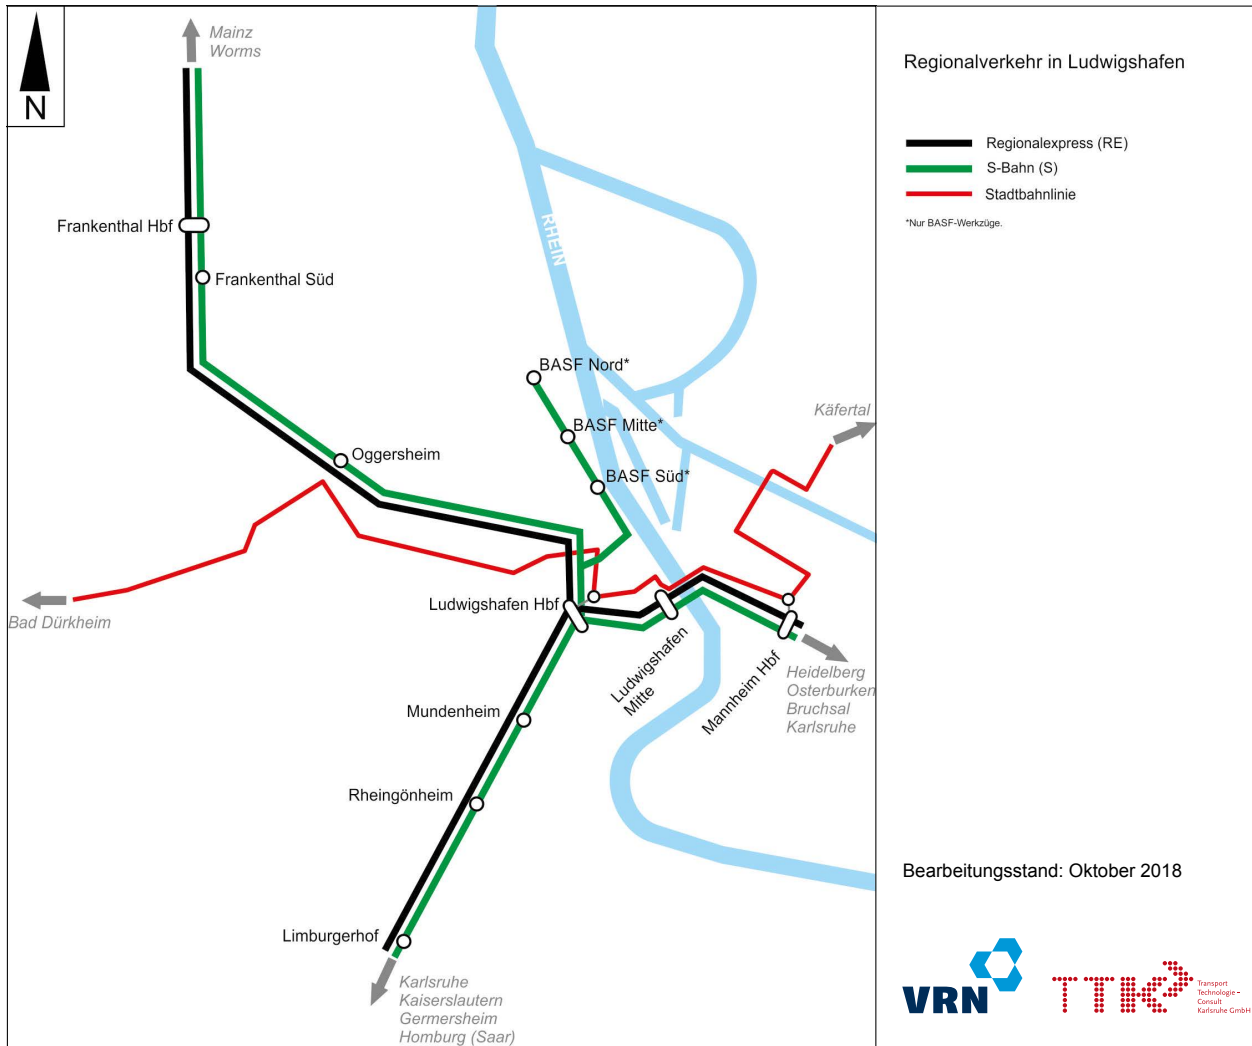 N
Mainz
Worms
Regionalverkehr in Ludwigshafen
Regionalexpress (RE)
S-Bahn (S)
Stadtbahnlinie
*Nur BASF-Werkzüge.
RHEIN
Frankenthal Hbf
Frankenthal Süd
BASF Nord*
BASF Mitte*
BASF Süd*
Käfertal
Oggersheim
Bad Dürkheim
Ludwigshafen Hbf
Ludwigshafen
Mitte
Mannheim Hbf
Heidelberg
Osterburken
Bruchsal
Karlsruhe
Mundenheim
Rheingönheim
Limburgerhof
Karlsruhe
Kaiserslautern
Germersheim
Homburg (Saar)
Bearbeitungsstand: Oktober 2018
VRN
TTK
Transport
Technologie–
Consult
Karlsruhe GmbH